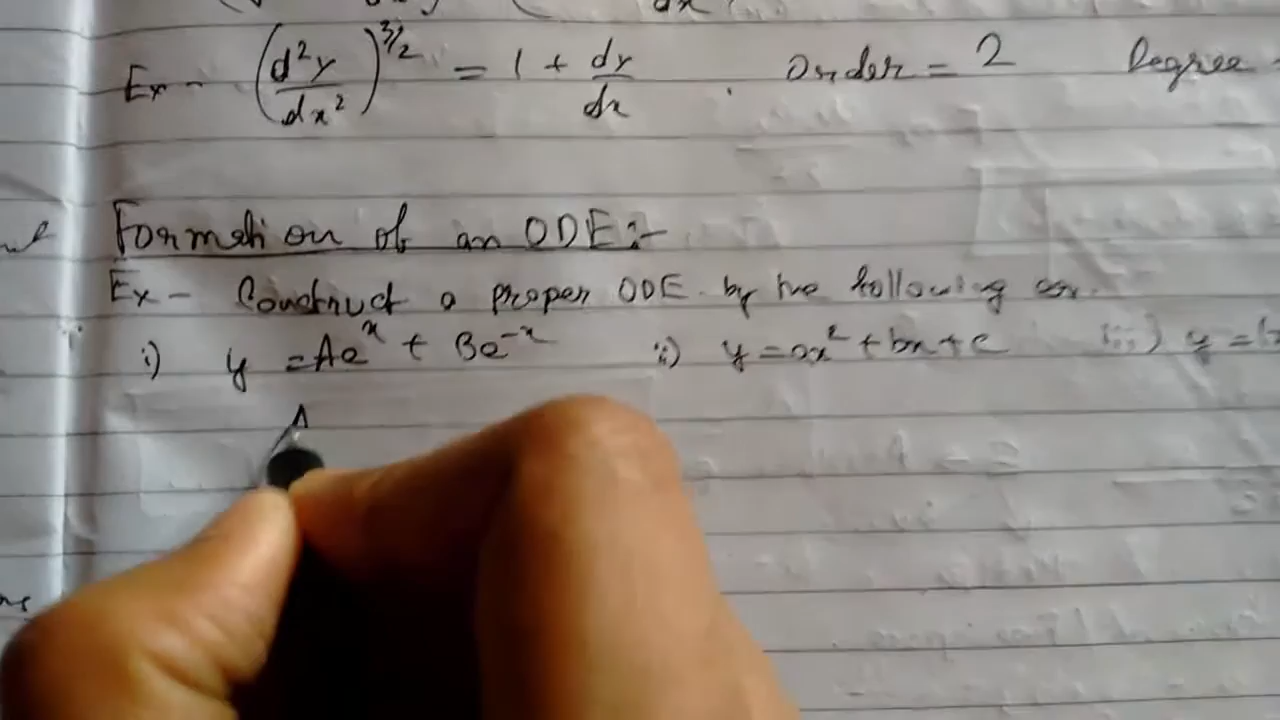 Ex - (d²y/dx²)^3/2 = 1 + dy/dx . Order = 2 Degree
Formation of an ODE :-
Ex - Construct a proper ODE by the following
i) y = Ae^x + Be^-x ii) y = ax² + bx + c iii) y =
A